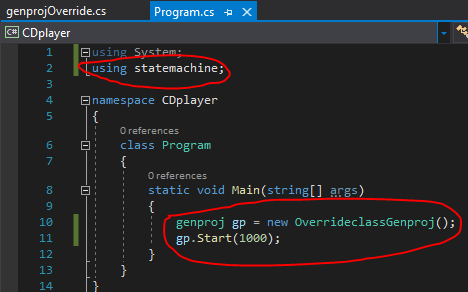 genprojOverride.cs Program.cs
C# CDplayer
1 using System;
2 using statemachine;
3
4 namespace CDplayer
5 {
0 references
6 class Program
7 {
0 references
8 static void Main(string[] args)
9 {
10 genproj gp = new OverrideclassGenproj();
11 gp.Start(1000);
12 }
13 }
14 }